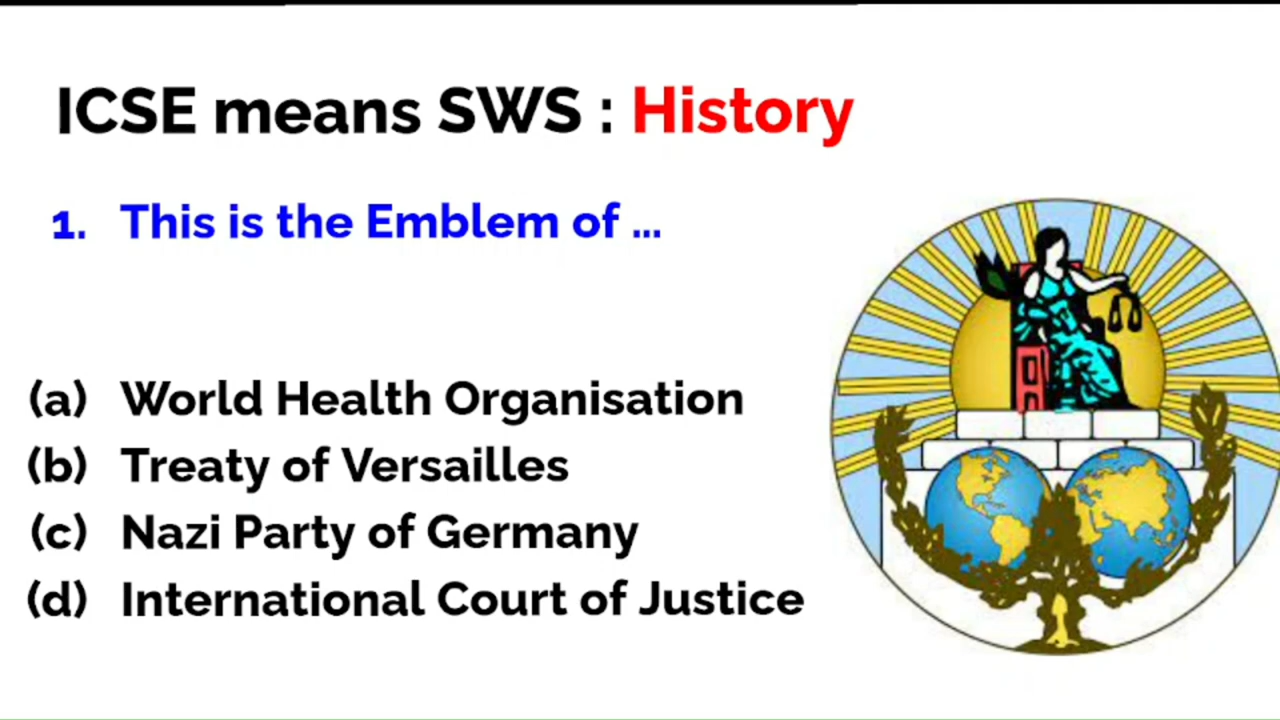 ICSE means SWS : History
1. This is the Emblem of ...
(a) World Health Organisation
(b) Treaty of Versailles
(c) Nazi Party of Germany
(d) International Court of Justice